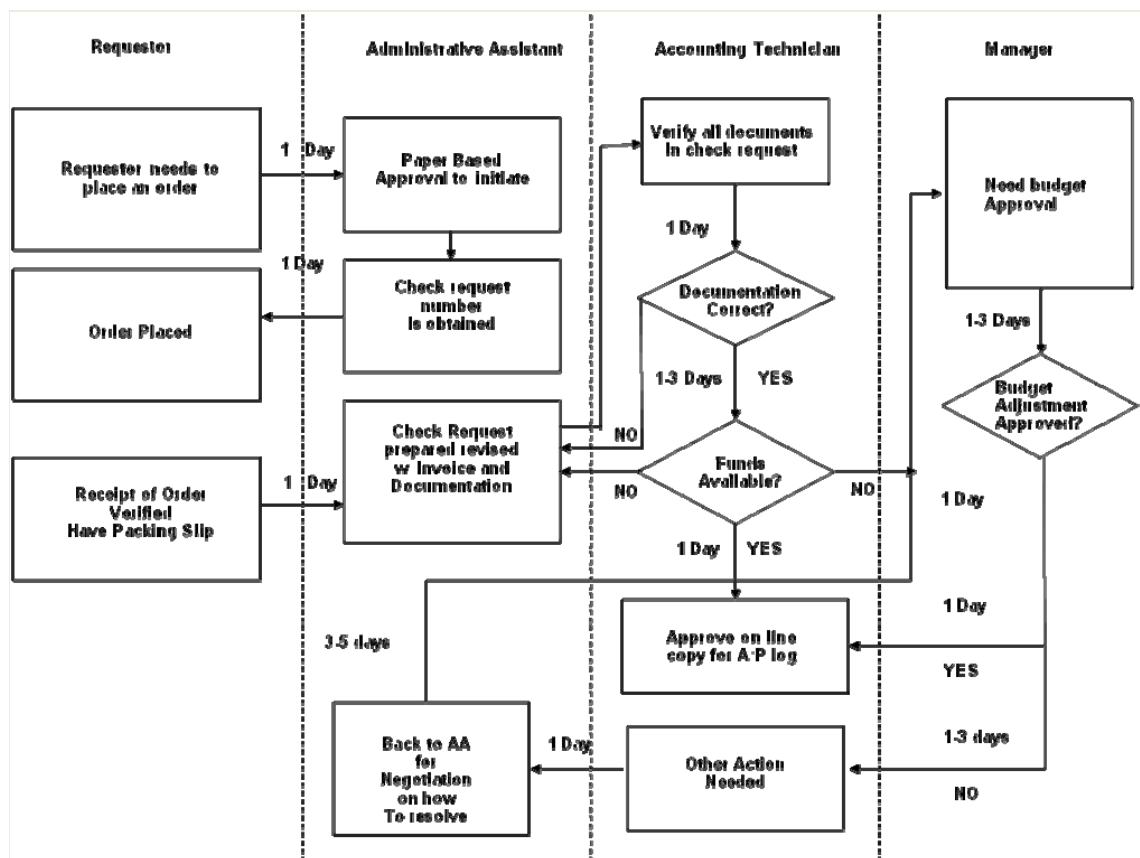 Requestor
Administrative Assistant
Accounting Technician
Manager
Requestor needs to
place an order
1 Day
Paper Based
Approval to initiate
Verify all documents
In check request
Need budget
Approval
1 Day
Order Placed
1 Day
Check request
number
Is obtained
Documentation
Correct?
1-3 Days
Budget
Adjustment
Approved?
1-3 Days
YES
NO
Check Request
prepared revised
w Invoice and
Documentation
Receipt of Order
Verified
Have Packing Slip
1 Day
NO
Funds
Available?
NO
1 Day
1 Day
YES
1 Day
3-5 days
Approve on line
copy for A/P log
YES
Back to AA
for
Negotiation
on how
To resolve
1 Day
Other Action
Needed
1-3 days
NO